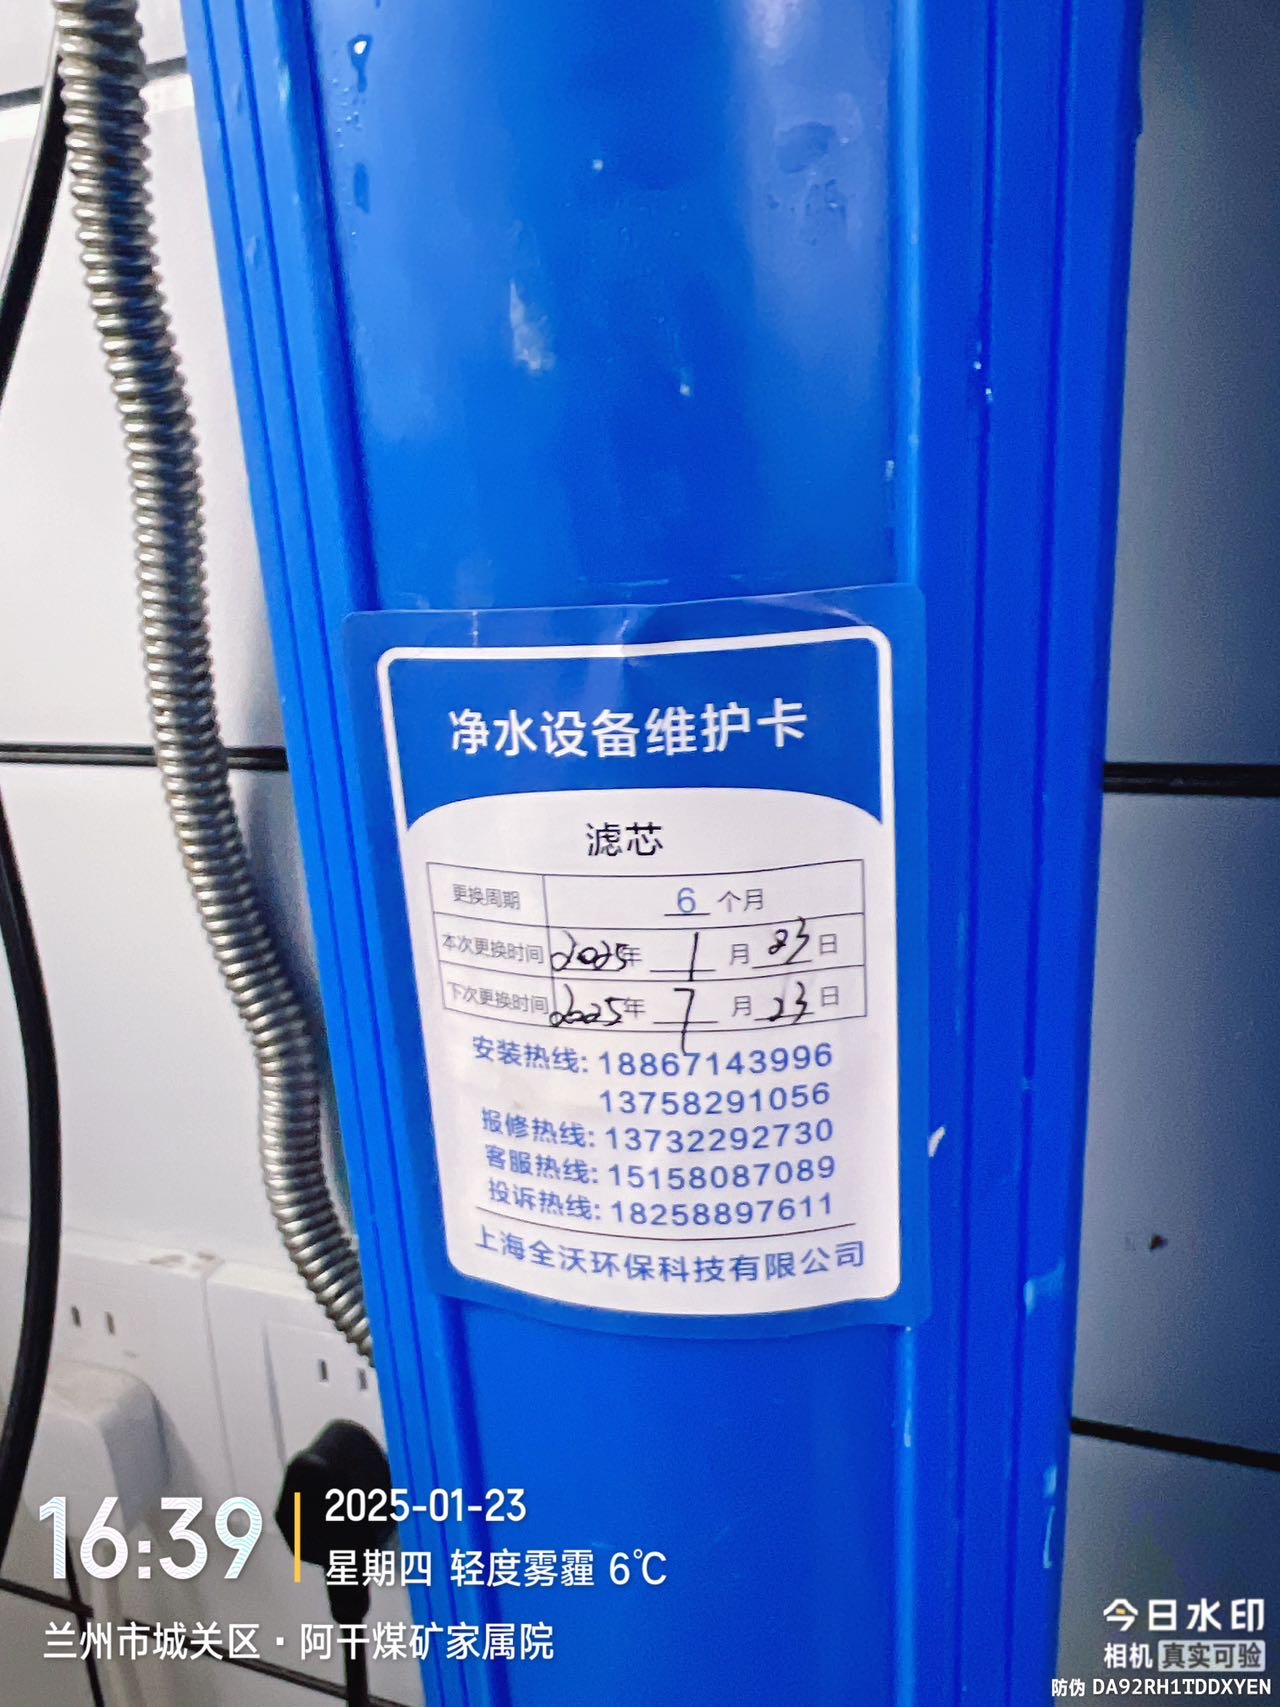 净水设备维护卡
滤芯
更换周期 6 个月
本次更换时间 2025年 1 月 23 日
下次更换时间 2025年 7 月 23 日
安装热线: 18867143996
13758291056
报修热线: 13732292730
客服热线: 15158087089
投诉热线: 18258897611
上海全沃环保科技有限公司
16:39
2025-01-23
星期四 轻度雾霾 6℃
兰州市城关区·阿干煤矿家属院
今日水印
相机 真实可验
防伪 DA92RH1TDDXYEN